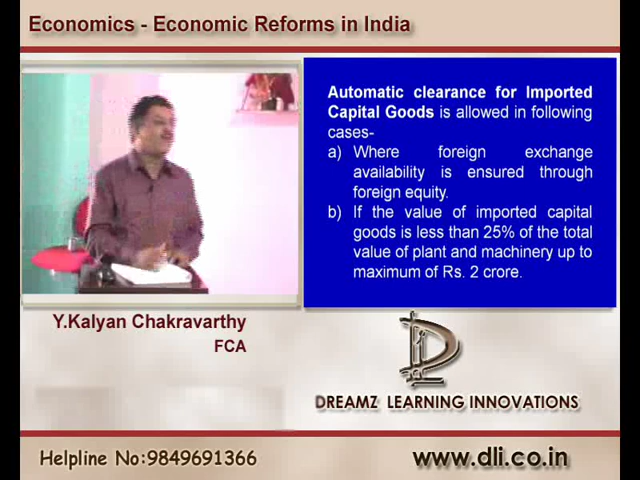 Economics - Economic Reforms in India
Automatic clearance for Imported
Capital Goods is allowed in following
cases-
a) Where foreign exchange
availability is ensured through
foreign equity.
b) If the value of imported capital
goods is less than 25% of the total
value of plant and machinery up to
maximum of Rs. 2 crore.
Y.Kalyan Chakravarthy
FCA
DREAMZ LEARNING INNOVATIONS
Helpline No:9849691366
www.dli.co.in